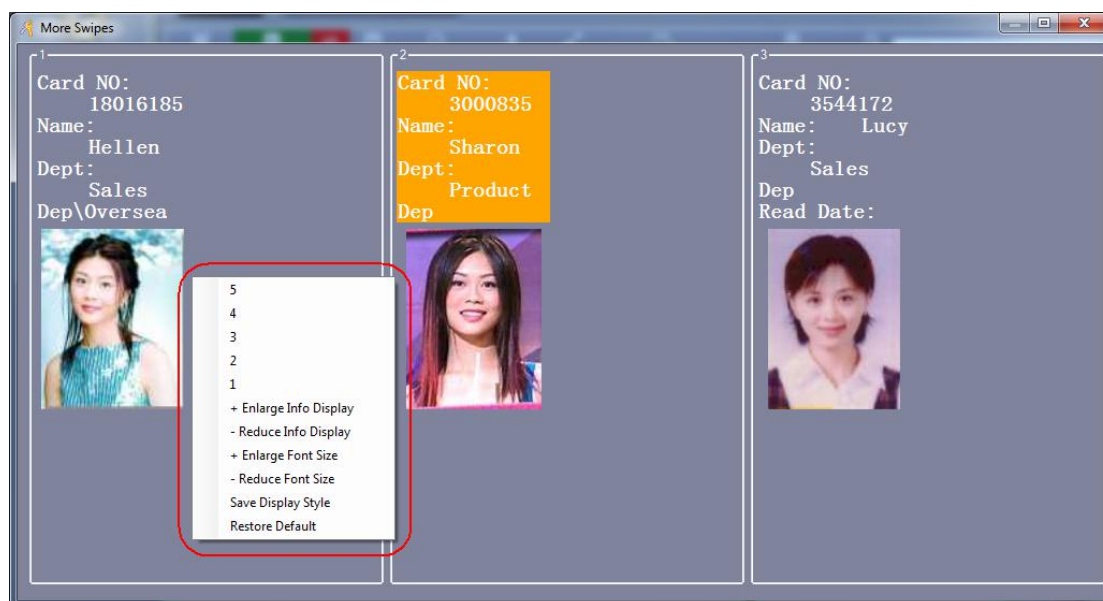 More Swipes
1
Card NO:
18016185
Name:
Hellen
Dept:
Sales
Dep\Oversea
2
Card NO:
3000835
Name:
Sharon
Dept:
Product
Dep
3
Card NO:
3544172
Name: Lucy
Dept:
Sales
Dep
Read Date:
5
4
3
2
1
+ Enlarge Info Display
- Reduce Info Display
+ Enlarge Font Size
- Reduce Font Size
Save Display Style
Restore Default